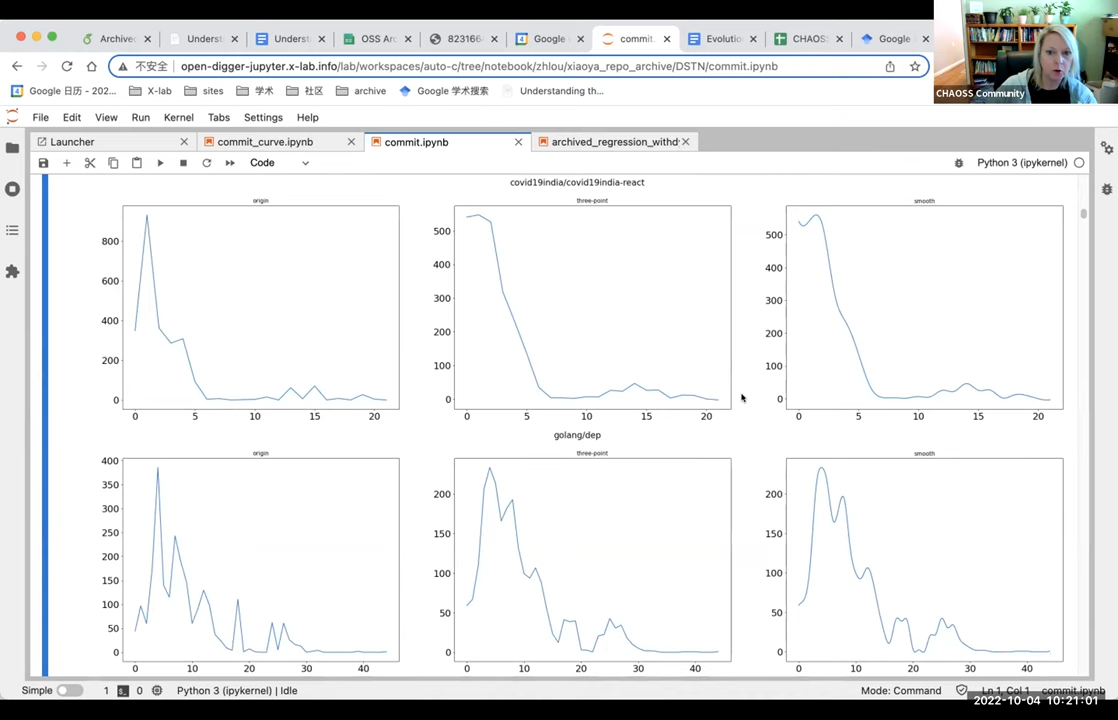 Archivec
Underst
Underst
OSS Arc
823166
Google
commit.
Evolutio
CHAOSS
Google
不安全 open-digger-jupyter.x-lab.info/lab/workspaces/auto-c/tree/notebook/zhlou/xiaoya_repo_archive/DSTN/commit.ipynb
CHAOSS Community
Google 日历 - 202...
X-lab
sites
学术
社区
archive
Google 学术搜索
Understanding th...
File Edit View Run Kernel Tabs Settings Help
Launcher
commit_curve.ipynb
commit.ipynb
archived_regression_withd
Code
Python 3 (ipykernel)
covid19india/covid19india-react
origin
three-point
smooth
800
600
400
200
0
0 5 10 15 20
500
400
300
200
100
0
0 5 10 15 20
500
400
300
200
100
0
0 5 10 15 20
golang/dep
origin
three-point
smooth
400
350
300
250
200
150
100
50
0
0 10 20 30 40
200
150
100
50
0
0 10 20 30 40
200
150
100
50
0
0 10 20 30 40
Simple 1 0 Python 3 (ipykernel) | Idle
Mode: Command
Ln 1, Col 1 commit.ipynb
2022-10-04 10:21:01